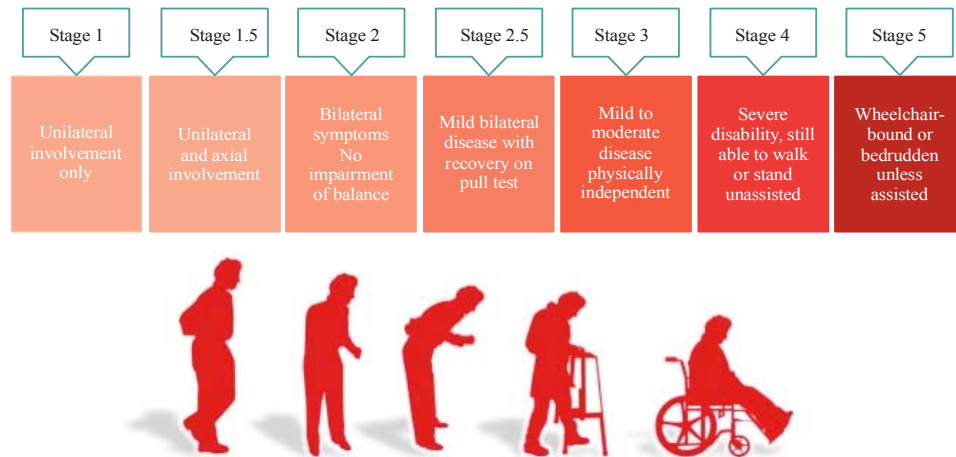 Stage 1
Stage 1.5
Stage 2
Stage 2.5
Stage 3
Stage 4
Stage 5
Unilateral
involvement
only
Unilateral
and axial
involvement
Bilateral
symptoms
No
impairment
of balance
Mild bilateral
disease with
recovery on
pull test
Mild to
moderate
disease
physically
independent
Severe
disability, still
able to walk
or stand
unassisted
Wheelchair-
bound or
bedrudden
unless
assisted